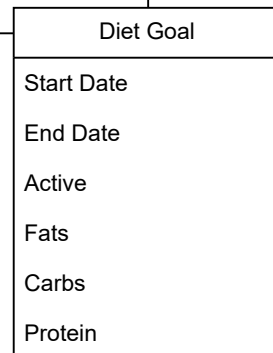 Diet Goal
Start Date
End Date
Active
Fats
Carbs
Protein